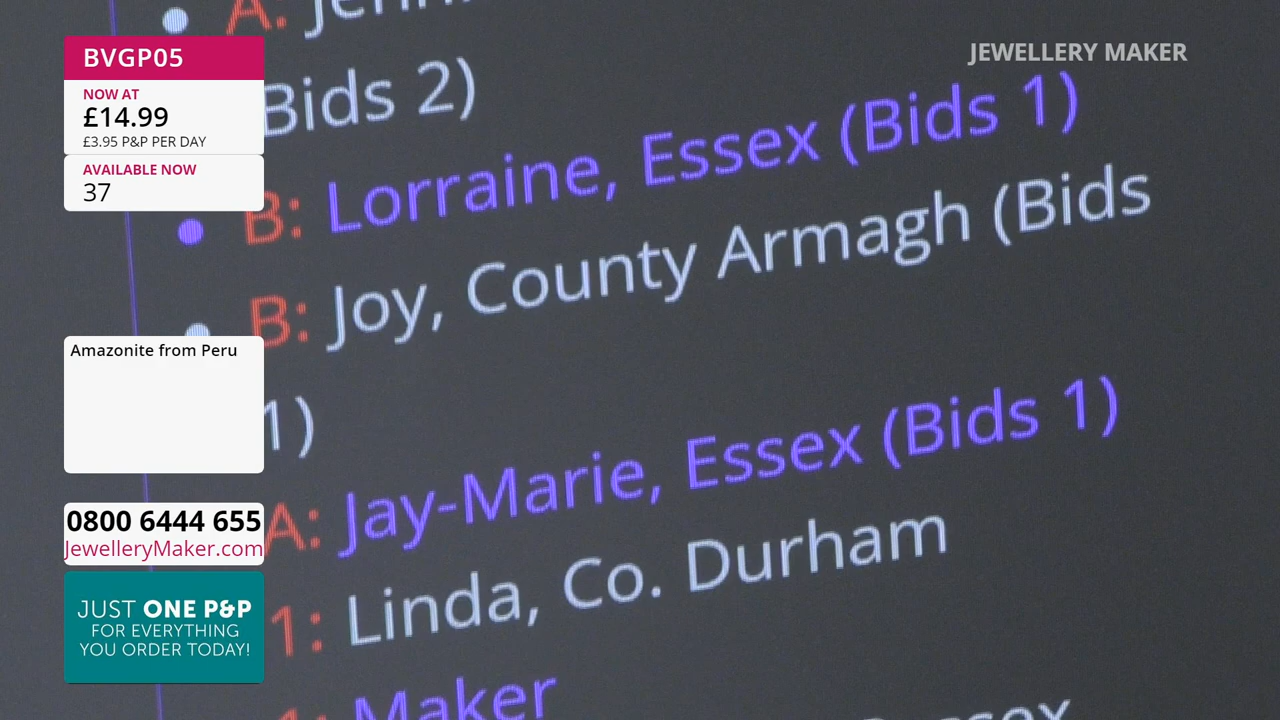 A: Jenn
Bids 2)
B: Lorraine, Essex (Bids 1)
B: Joy, County Armagh (Bids
1)
A: Jay-Marie, Essex (Bids 1)
1: Linda, Co. Durham
1: Maker
BVGP05
NOW AT
£14.99
£3.95 P&P PER DAY
AVAILABLE NOW
37
Amazonite from Peru
0800 6444 655
JewelleryMaker.com
JUST ONE P&P
FOR EVERYTHING
YOU ORDER TODAY!
JEWELLERY MAKER